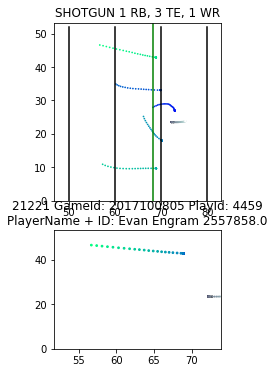 SHOTGUN 1 RB, 3 TE, 1 WR
50
40
30
20
10
0
50 60 70 80
21221 GameId: 2017100805 PlayId: 4459
PlayerName + ID: Evan Engram 2557858.0
40
20
0
55 60 65 70